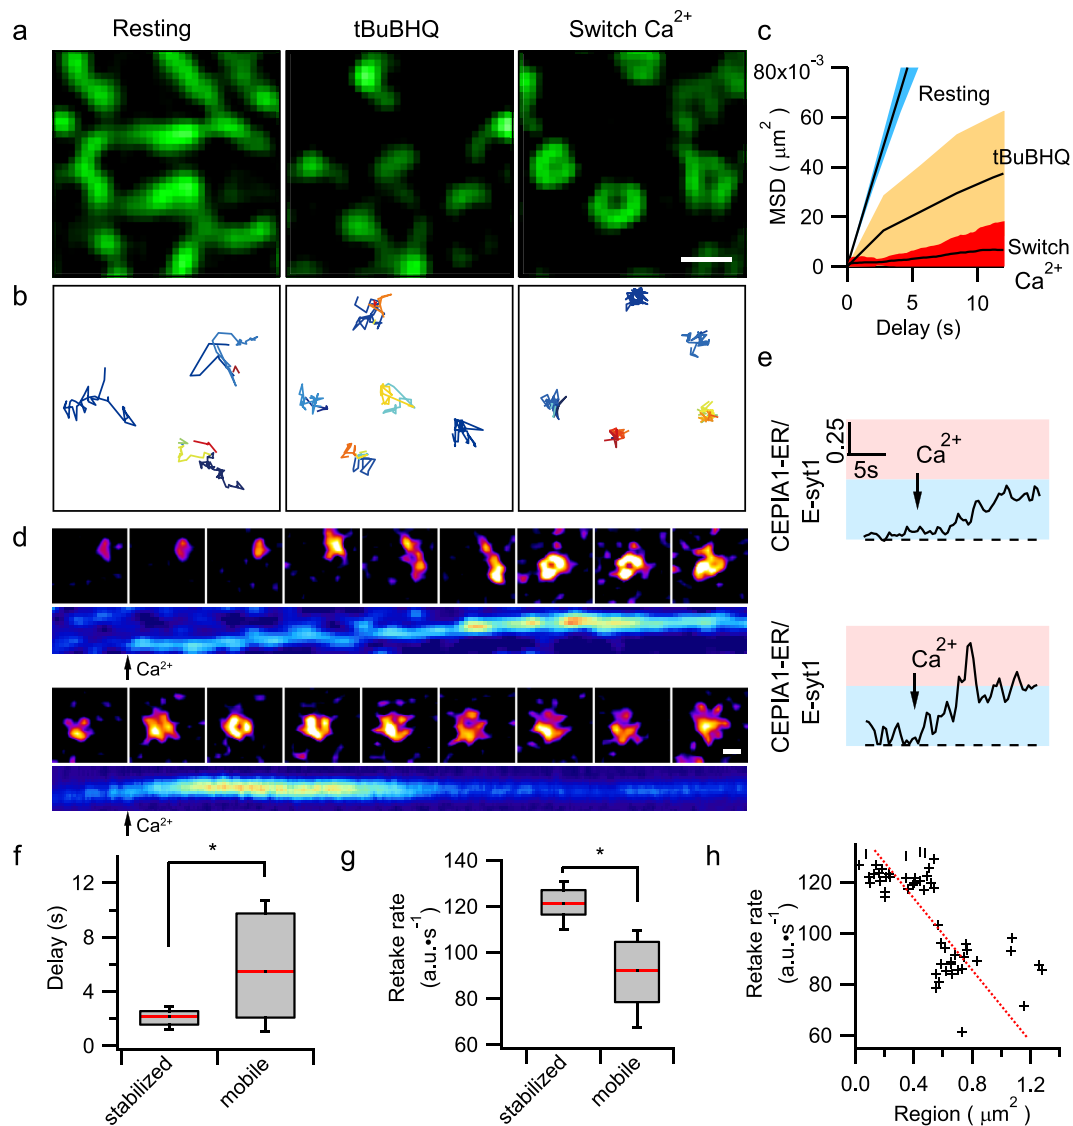 a
Resting
tBuBHQ
Switch Ca2+
b
c
80x10-3
60
40
20
0
MSD ( μm2 )
Resting
tBuBHQ
Switch
Ca2+
0
5
10
Delay (s)
d
Ca2+
Ca2+
e
CEPIA1-ER/
E-syt1
0.25
5s
Ca2+
CEPIA1-ER/
E-syt1
Ca2+
f
Delay (s)
12
8
4
0
*
stabilized
mobile
g
Retake rate
(a.u.•s-1)
140
120
100
80
60
*
stabilized
mobile
h
Retake rate
(a.u.•s-1)
120
100
80
60
0.0
0.4
0.8
1.2
Region ( μm2 )